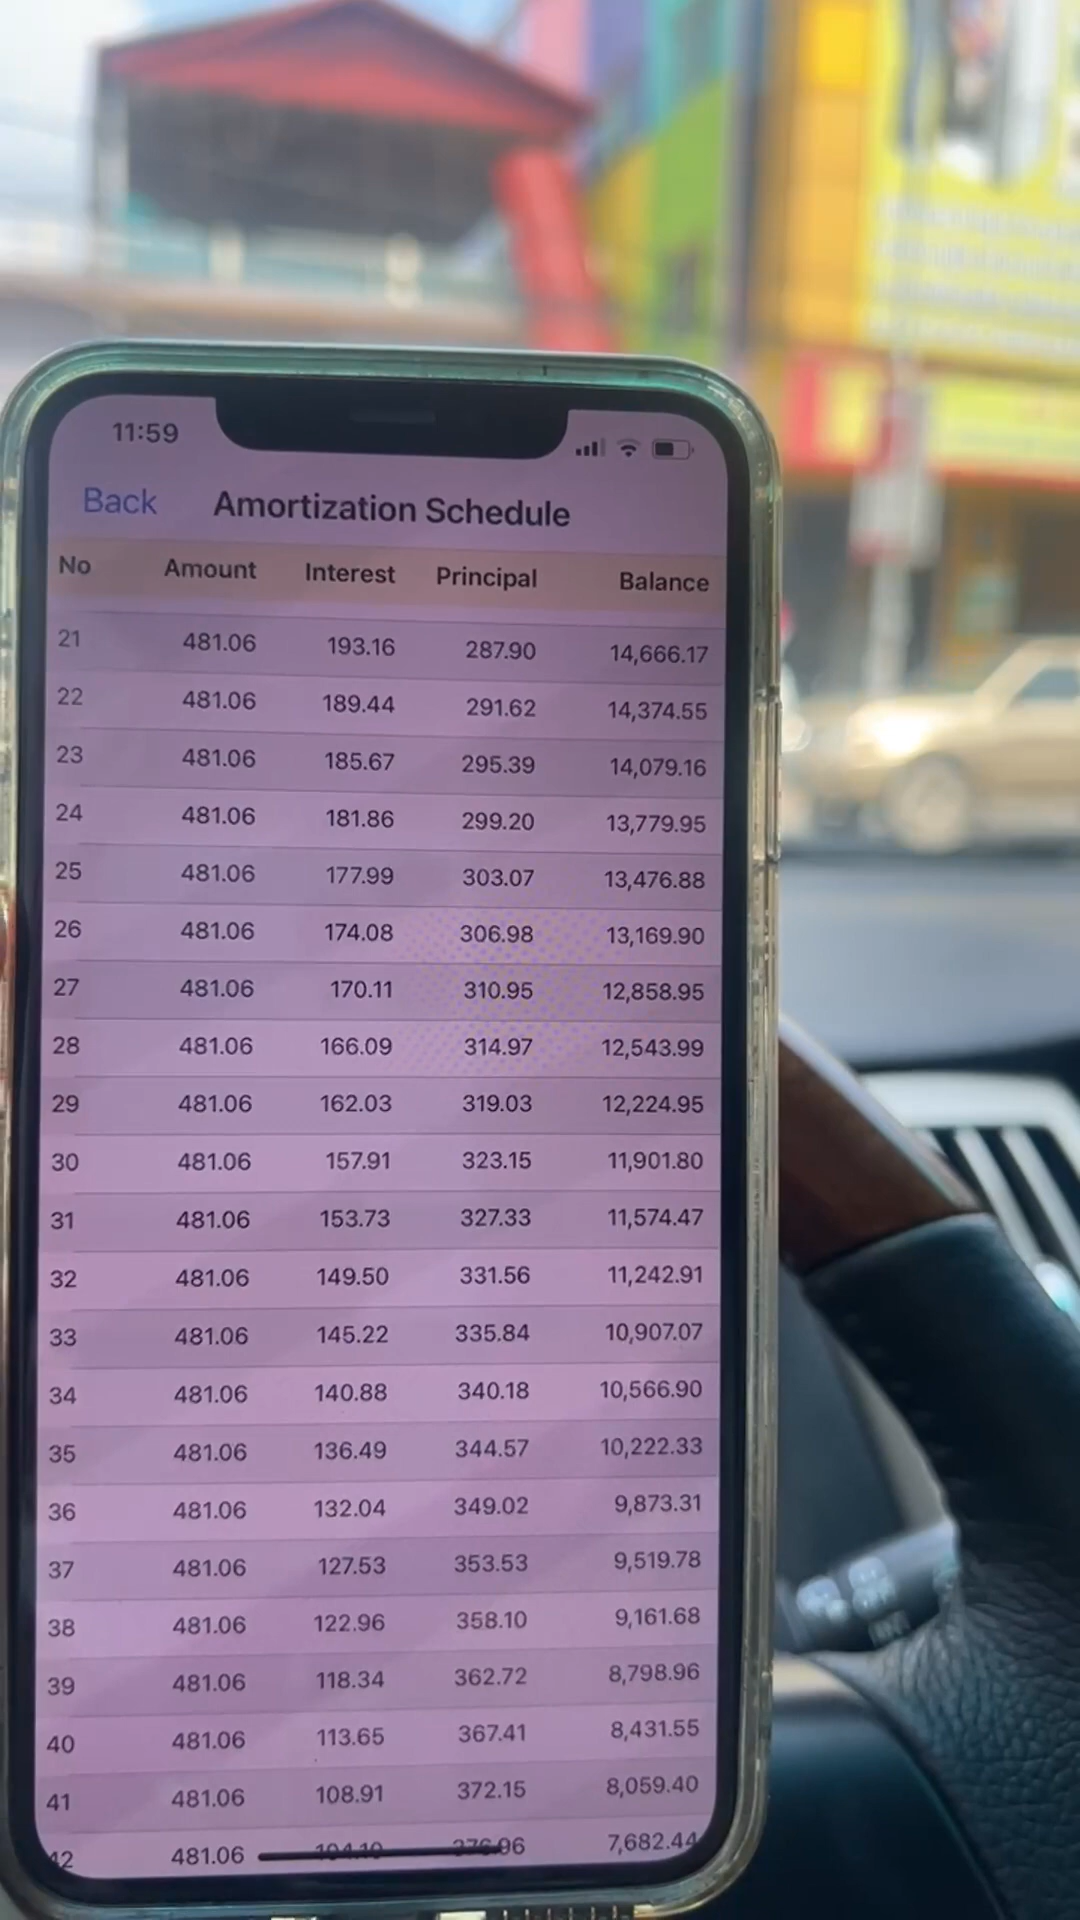 11:59
Back Amortization Schedule
No Amount Interest Principal Balance
21 481.06 193.16 287.90 14,666.17
22 481.06 189.44 291.62 14,374.55
23 481.06 185.67 295.39 14,079.16
24 481.06 181.86 299.20 13,779.95
25 481.06 177.99 303.07 13,476.88
26 481.06 174.08 306.98 13,169.90
27 481.06 170.11 310.95 12,858.95
28 481.06 166.09 314.97 12,543.99
29 481.06 162.03 319.03 12,224.95
30 481.06 157.91 323.15 11,901.80
31 481.06 153.73 327.33 11,574.47
32 481.06 149.50 331.56 11,242.91
33 481.06 145.22 335.84 10,907.07
34 481.06 140.88 340.18 10,566.90
35 481.06 136.49 344.57 10,222.33
36 481.06 132.04 349.02 9,873.31
37 481.06 127.53 353.53 9,519.78
38 481.06 122.96 358.10 9,161.68
39 481.06 118.34 362.72 8,798.96
40 481.06 113.65 367.41 8,431.55
41 481.06 108.91 372.15 8,059.40
42 481.06 376.96 7,682.44